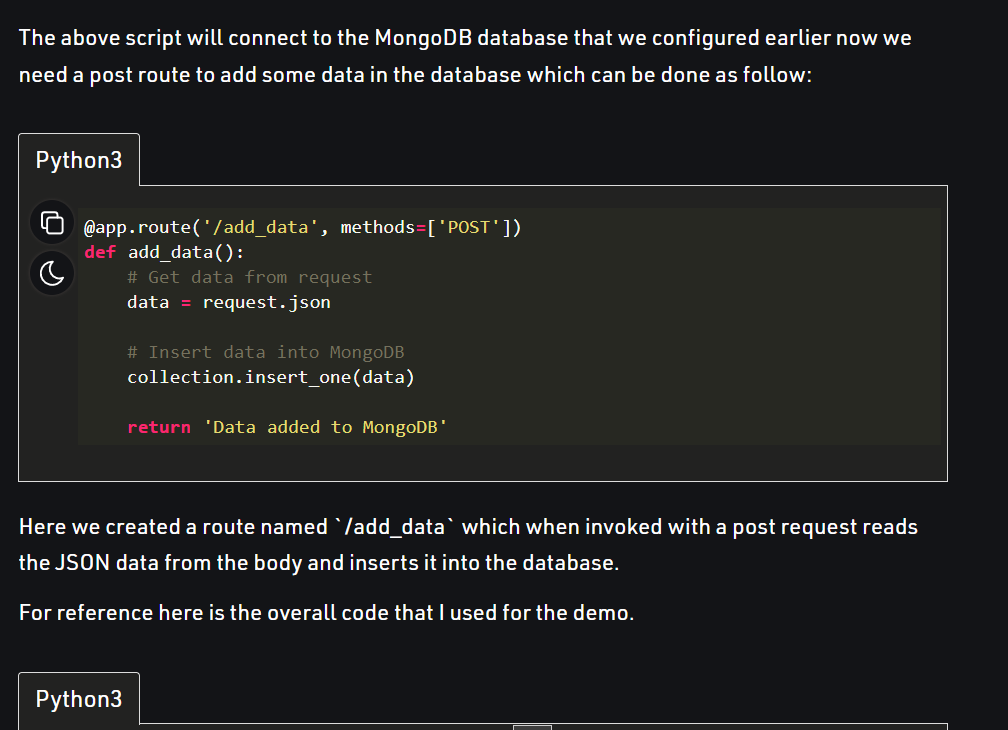 The above script will connect to the MongoDB database that we configured earlier now we
need a post route to add some data in the database which can be done as follow:
Python3
@app.route('/add_data', methods=['POST'])
def add_data():
    # Get data from request
    data = request.json
    # Insert data into MongoDB
    collection.insert_one(data)
    return 'Data added to MongoDB'
Here we created a route named `/add_data` which when invoked with a post request reads
the JSON data from the body and inserts it into the database.
For reference here is the overall code that I used for the demo.
Python3